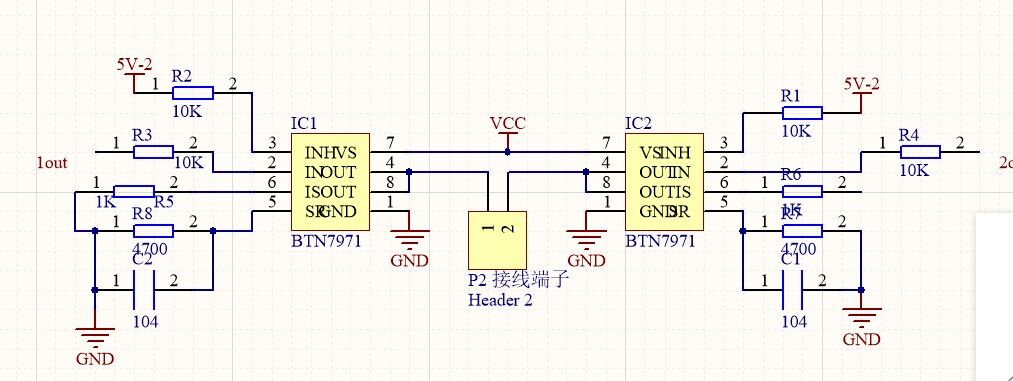 5V-2
1
R2
2
10K
1
R3
2
10K
1out
1
2
1K
R5
1
R8
2
4700
C2
1
2
104
GND
IC1
3
2
6
5
INH
VS
IN
OUT
IS
OUT
SR
GND
7
4
8
1
BTN7971
GND
VCC
1
2
P2 接线端子
Header 2
GND
IC2
7
4
8
1
VS
INH
OUT
IN
OUT
IS
GND
SR
3
2
6
5
BTN7971
R1
10K
5V-2
1
R4
2
10K
1
R6
2
1K
R7
2
4700
C1
1
2
104
GND